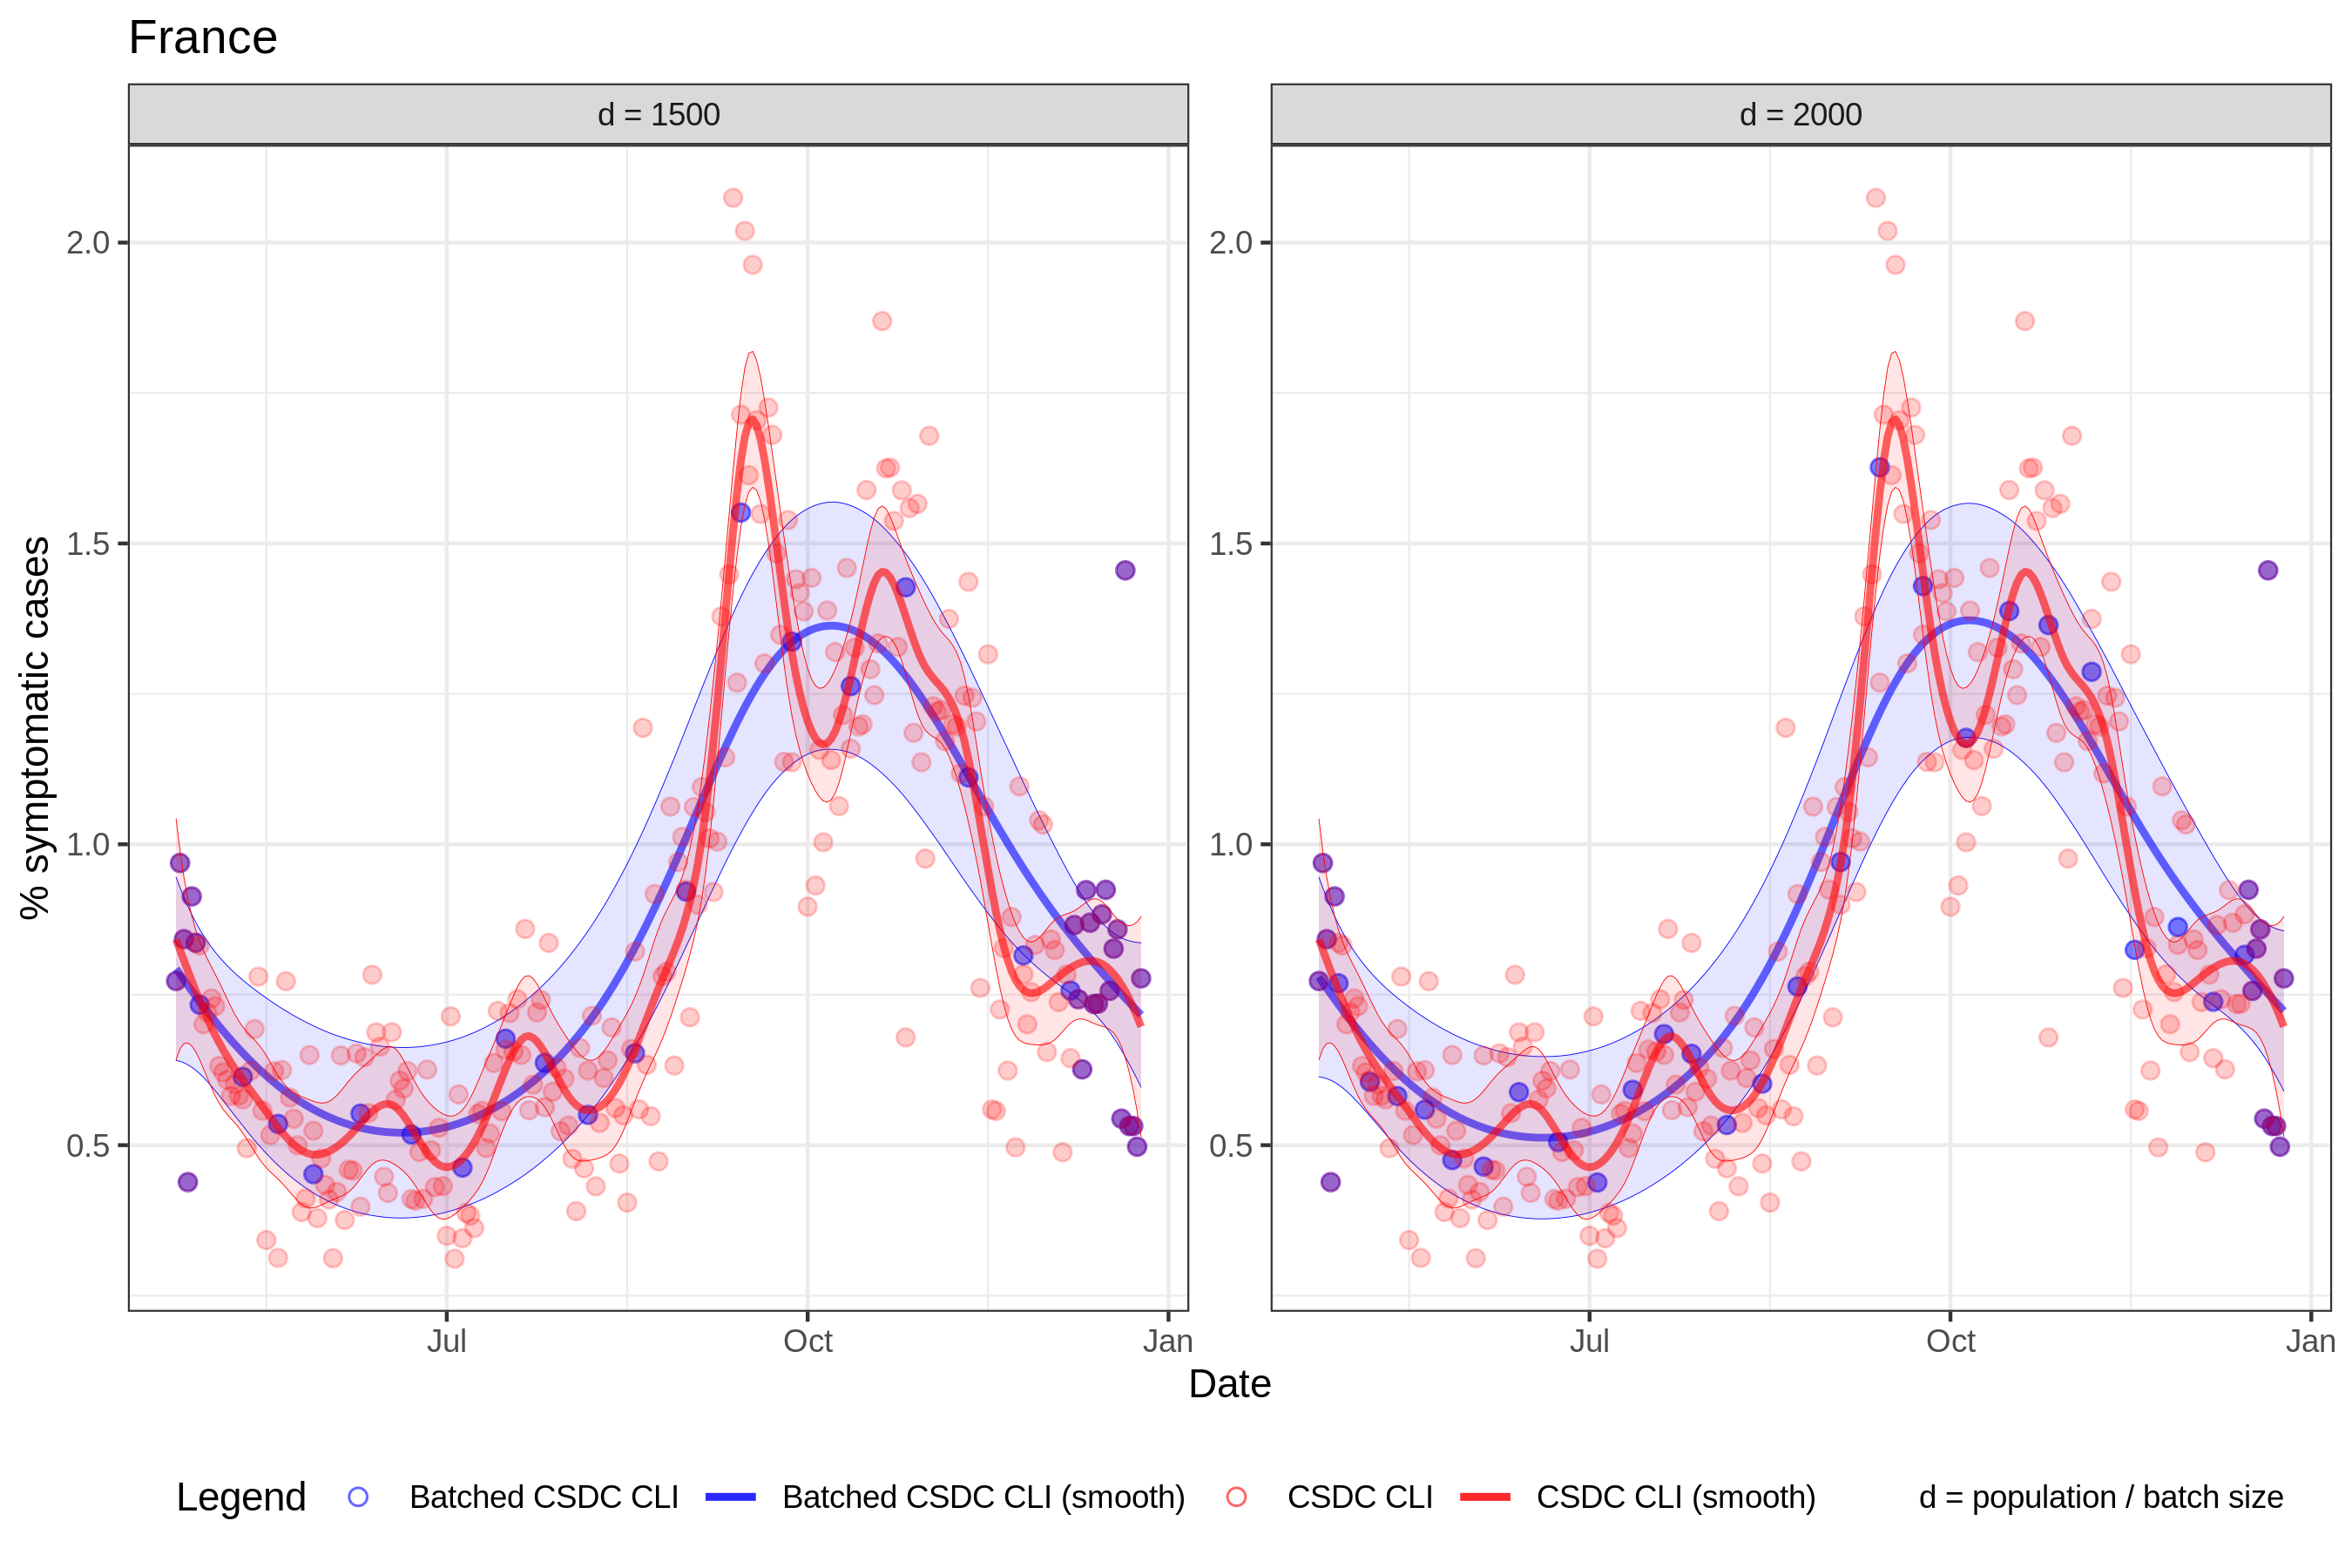 France
d = 1500
d = 2000
% symptomatic cases
2.0
1.5
1.0
0.5
2.0
1.5
1.0
0.5
Jul
Oct
Jan
Jul
Oct
Jan
Date
Legend
Batched CSDC CLI
Batched CSDC CLI (smooth)
CSDC CLI
CSDC CLI (smooth)
d = population / batch size